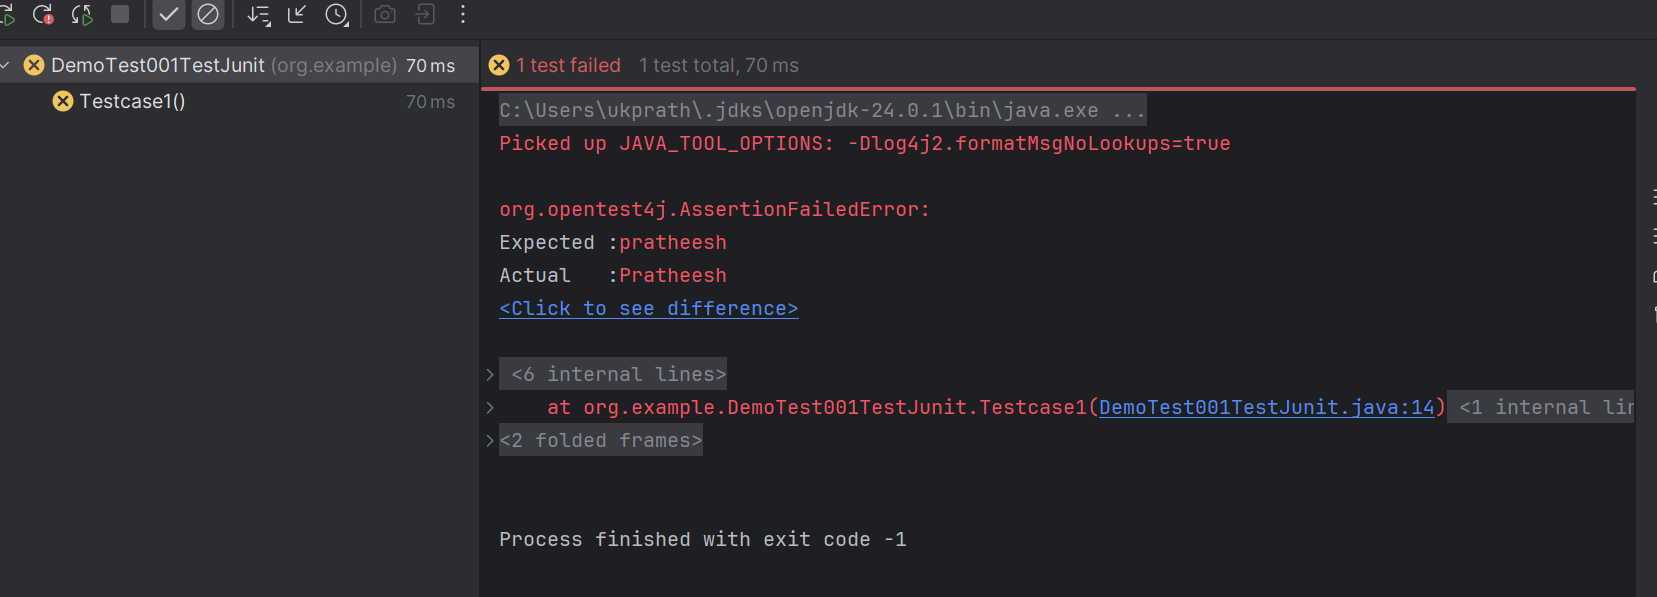 DemoTest001TestJunit (org.example) 70 ms
Testcase1() 70 ms
1 test failed 1 test total, 70 ms
C:\Users\ukprath\.jdks\openjdk-24.0.1\bin\java.exe ...
Picked up JAVA_TOOL_OPTIONS: -Dlog4j2.formatMsgNoLookups=true
org.opentest4j.AssertionFailedError:
Expected :pratheesh
Actual   :Pratheesh
<Click to see difference>
<6 internal lines>
at org.example.DemoTest001TestJunit.Testcase1(DemoTest001TestJunit.java:14) <1 internal lin
<2 folded frames>
Process finished with exit code -1